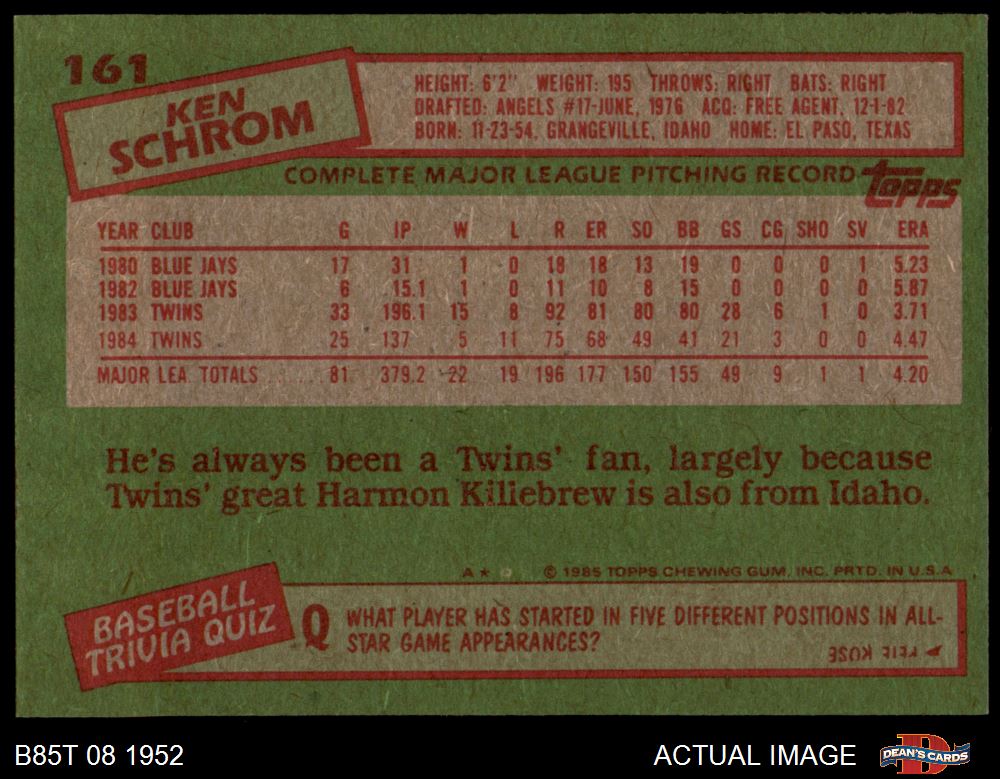 161
KEN
SCHROM
HEIGHT: 6'2" WEIGHT: 195 THROWS: RIGHT BATS: RIGHT
DRAFTED: ANGELS #17-JUNE, 1976 ACQ: FREE AGENT, 12-1-82
BORN: 11-23-54, GRANGEVILLE, IDAHO HOME: EL PASO, TEXAS
COMPLETE MAJOR LEAGUE PITCHING RECORD topps
YEAR CLUB G IP W L R ER SO BB GS CG SHO SV ERA
1980 BLUE JAYS 17 31 1 0 18 18 13 19 0 0 0 1 5.23
1982 BLUE JAYS 6 15.1 1 0 11 10 8 15 0 0 0 0 5.87
1983 TWINS 33 196.1 15 8 92 81 80 80 28 6 1 0 3.71
1984 TWINS 25 137 5 11 75 68 49 41 21 3 0 0 4.47
MAJOR LEA. TOTALS ........ 81 379.2 22 19 196 177 150 155 49 9 1 1 4.20
He's always been a Twins' fan, largely because
Twins' great Harmon Killebrew is also from Idaho.
A* © 1985 TOPPS CHEWING GUM, INC. PRTD. IN U.S.A.
BASEBALL
TRIVIA QUIZ
Q WHAT PLAYER HAS STARTED IN FIVE DIFFERENT POSITIONS IN ALL-
STAR GAME APPEARANCES?
PETE ROSE
B85T 08 1952
ACTUAL IMAGE
D
DEAN'S CARDS